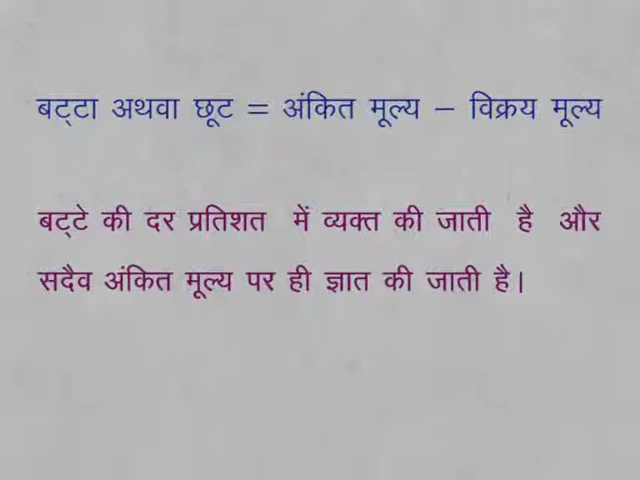 बट्टा अथवा छूट = अंकित मूल्य – विक्रय मूल्य
बट्टे की दर प्रतिशत में व्यक्त की जाती है और
सदैव अंकित मूल्य पर ही ज्ञात की जाती है।